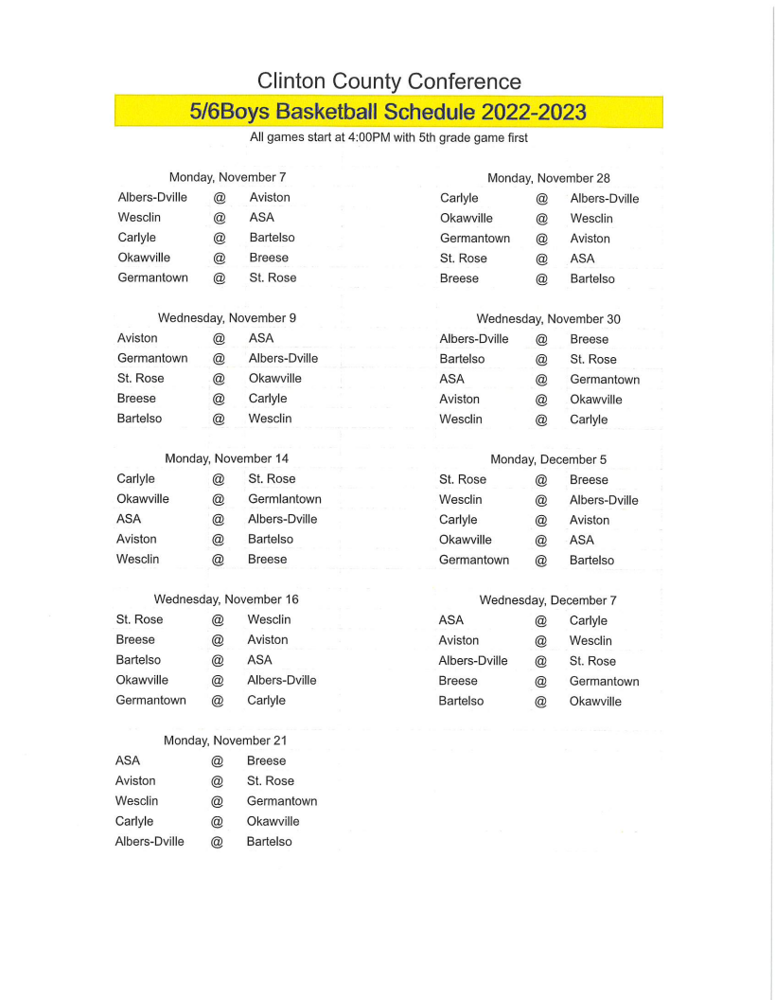 Clinton County Conference
5/6Boys Basketball Schedule 2022-2023
All games start at 4:00PM with 5th grade game first
Monday, November 7
Albers-Dville @ Aviston
Wesclin @ ASA
Carlyle @ Bartelso
Okawville @ Breese
Germantown @ St. Rose
Wednesday, November 9
Aviston @ ASA
Germantown @ Albers-Dville
St. Rose @ Okawville
Breese @ Carlyle
Bartelso @ Wesclin
Monday, November 14
Carlyle @ St. Rose
Okawville @ Germlantown
ASA @ Albers-Dville
Aviston @ Bartelso
Wesclin @ Breese
Wednesday, November 16
St. Rose @ Wesclin
Breese @ Aviston
Bartelso @ ASA
Okawville @ Albers-Dville
Germantown @ Carlyle
Monday, November 21
ASA @ Breese
Aviston @ St. Rose
Wesclin @ Germantown
Carlyle @ Okawville
Albers-Dville @ Bartelso
Monday, November 28
Carlyle @ Albers-Dville
Okawville @ Wesclin
Germantown @ Aviston
St. Rose @ ASA
Breese @ Bartelso
Wednesday, November 30
Albers-Dville @ Breese
Bartelso @ St. Rose
ASA @ Germantown
Aviston @ Okawville
Wesclin @ Carlyle
Monday, December 5
St. Rose @ Breese
Wesclin @ Albers-Dville
Carlyle @ Aviston
Okawville @ ASA
Germantown @ Bartelso
Wednesday, December 7
ASA @ Carlyle
Aviston @ Wesclin
Albers-Dville @ St. Rose
Breese @ Germantown
Bartelso @ Okawville